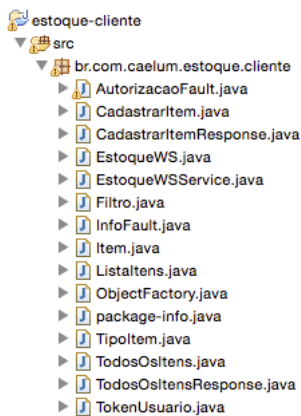 estoque-cliente
src
br.com.caelum.estoque.cliente
AutorizacaoFault.java
CadastrarItem.java
CadastrarItemResponse.java
EstoqueWS.java
EstoqueWSService.java
Filtro.java
InfoFault.java
Item.java
ListaItens.java
ObjectFactory.java
package-info.java
TipoItem.java
TodosOsItens.java
TodosOsItensResponse.java
TokenUsuario.java